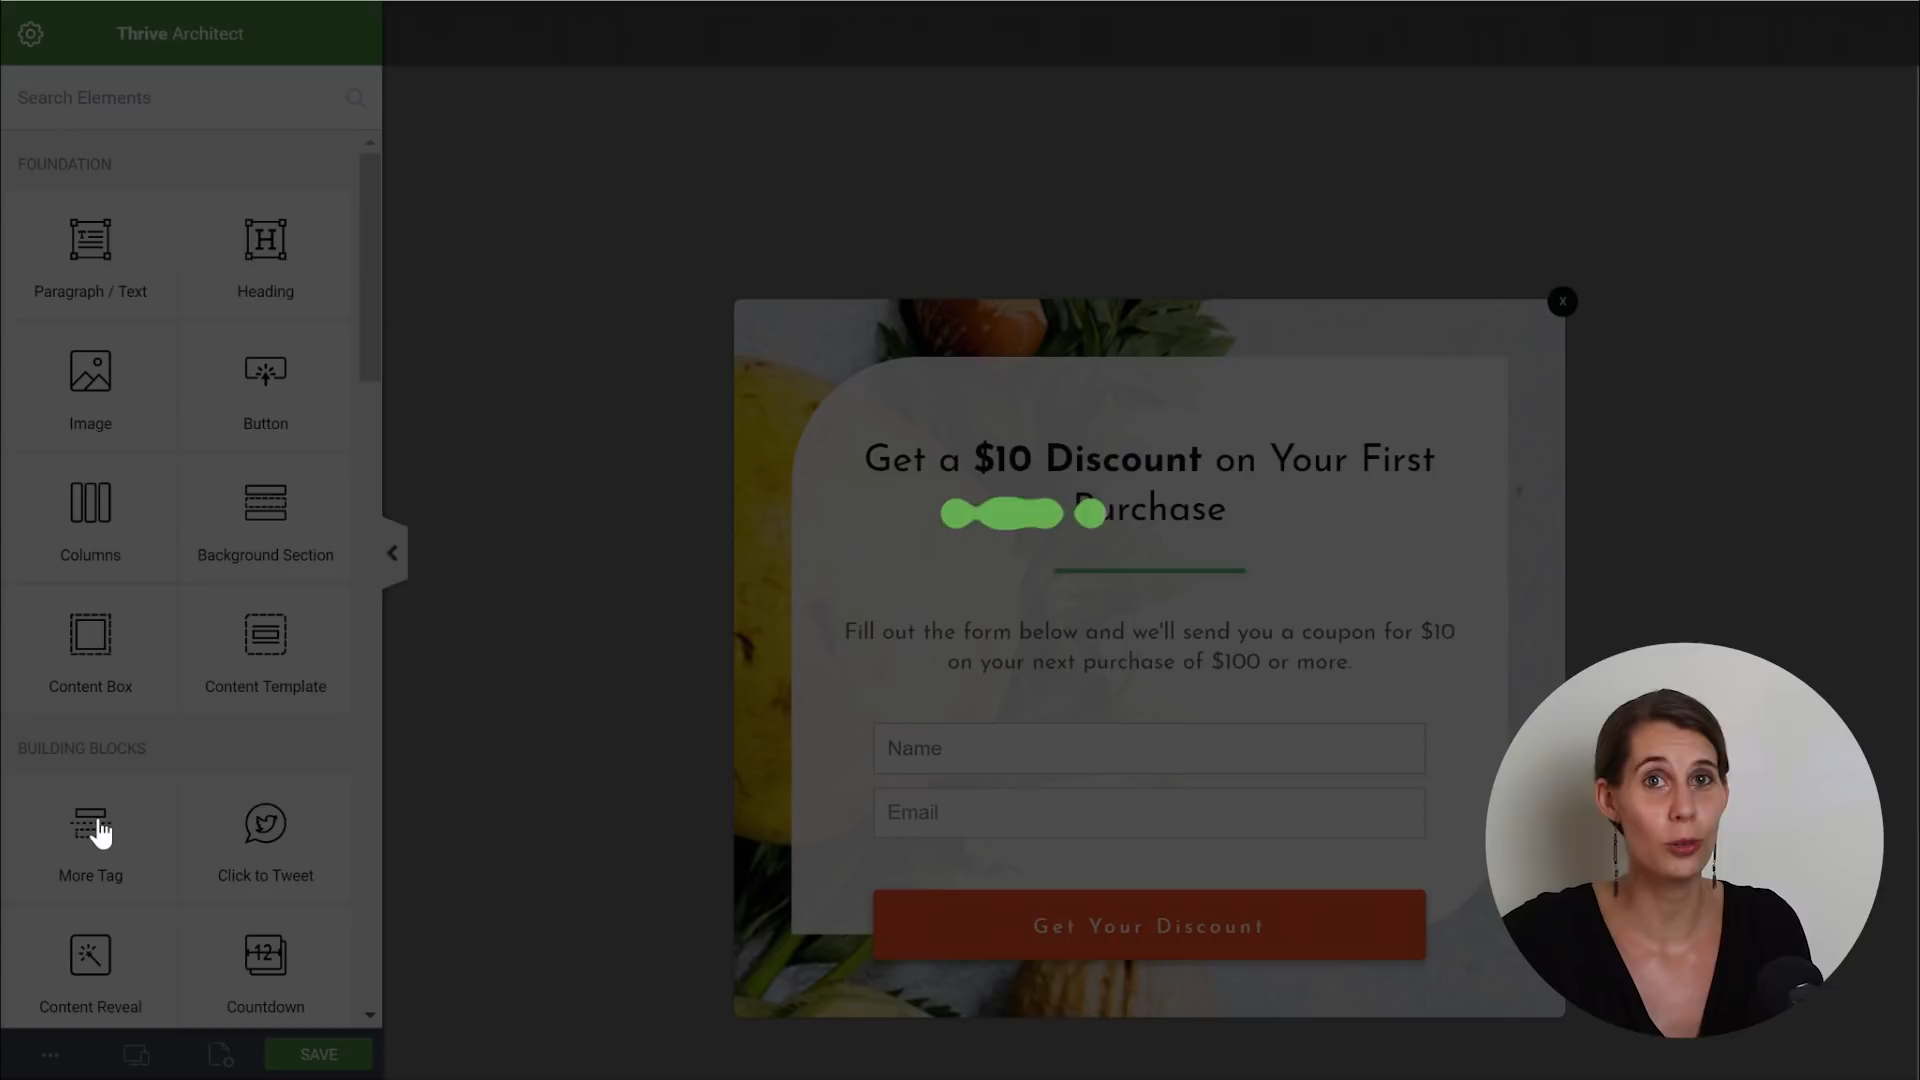 Thrive Architect
Search Elements
FOUNDATION
Paragraph / Text
Heading
Image
Button
Columns
Background Section
Content Box
Content Template
BUILDING BLOCKS
More Tag
Click to Tweet
Content Reveal
12
Countdown
SAVE
x
Get a $10 Discount on Your First
Purchase
Fill out the form below and we'll send you a coupon for $10
on your next purchase of $100 or more.
Name
Email
Get Your Discount